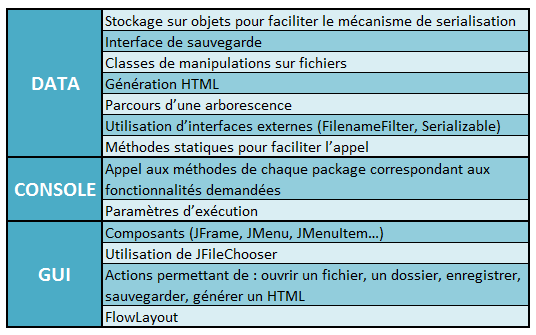 DATA
Stockage sur objets pour faciliter le mécanisme de serialisation
Interface de sauvegarde
Classes de manipulations sur fichiers
Génération HTML
Parcours d'une arborescence
Utilisation d'interfaces externes (FilenameFilter, Serializable)
Méthodes statiques pour faciliter l'appel
CONSOLE
Appel aux méthodes de chaque package correspondant aux
fonctionnalités demandées
Paramètres d'exécution
GUI
Composants (JFrame, JMenu, JMenuItem…)
Utilisation de JFileChooser
Actions permettant de : ouvrir un fichier, un dossier, enregistrer,
sauvegarder, générer un HTML
FlowLayout